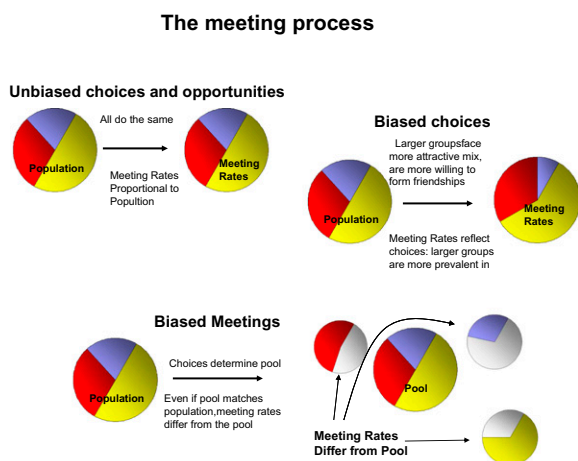 The meeting process
Unbiased choices and opportunities
All do the same
Population
Meeting
Rates
Meeting Rates
Proportional to
Popultion
Biased choices
Larger groupsface
more attractive mix,
are more willing to
form friendships
Population
Meeting
Rates
Meeting Rates reflect
choices: larger groups
are more prevalent in
Biased Meetings
Choices determine pool
Population
Even if pool matches
population,meeting rates
differ from the pool
Pool
Meeting Rates
Differ from Pool